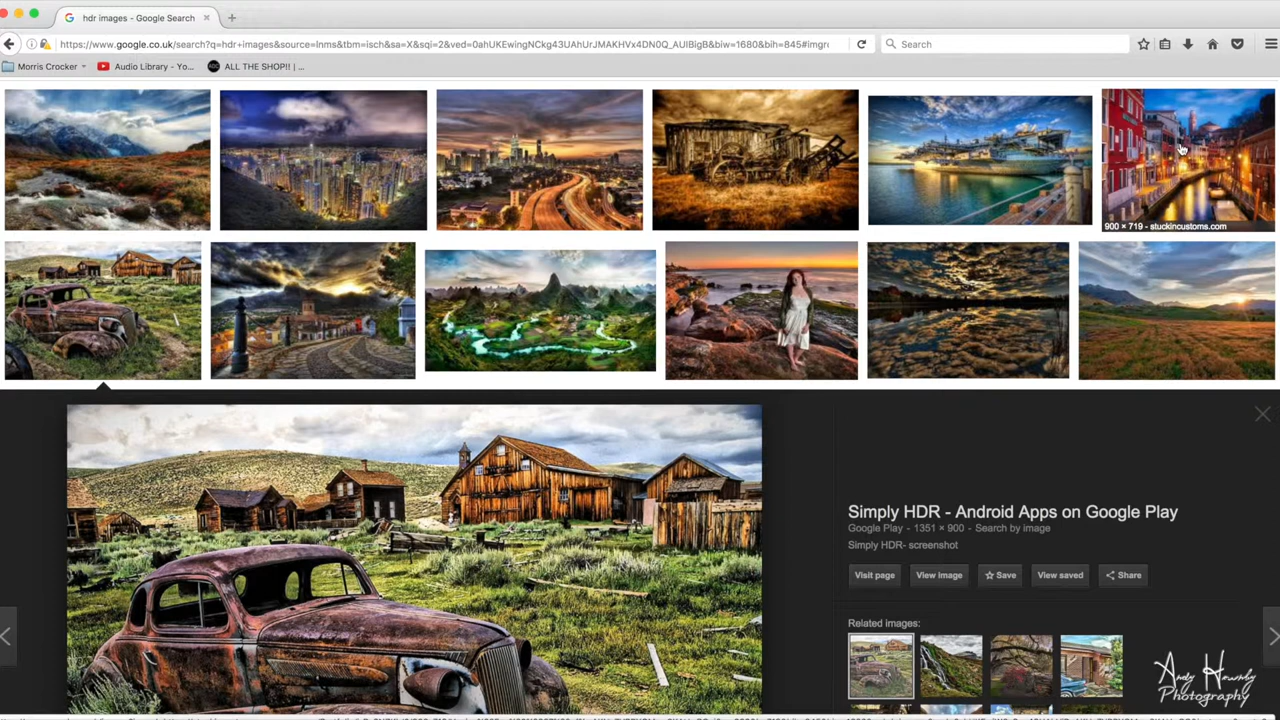 hdr images - Google Search
https://www.google.co.uk/search?q=hdr+images&source=lnms&tbm=isch&sa=X&sqi=2&ved=0ahUKEwingNCkg43UAhUrJMAKHVx4DN0Q_AUIBigB&biw=1680&bih=845#imgrc
Search
Morris Crocker
Audio Library - Yo...
ALL THE SHOP!! | ...
900 × 719 - stuckincustoms.com
Simply HDR - Android Apps on Google Play
Google Play - 1351 × 900 - Search by image
Simply HDR- screenshot
Visit page
View image
Save
View saved
Share
Related images:
Photography